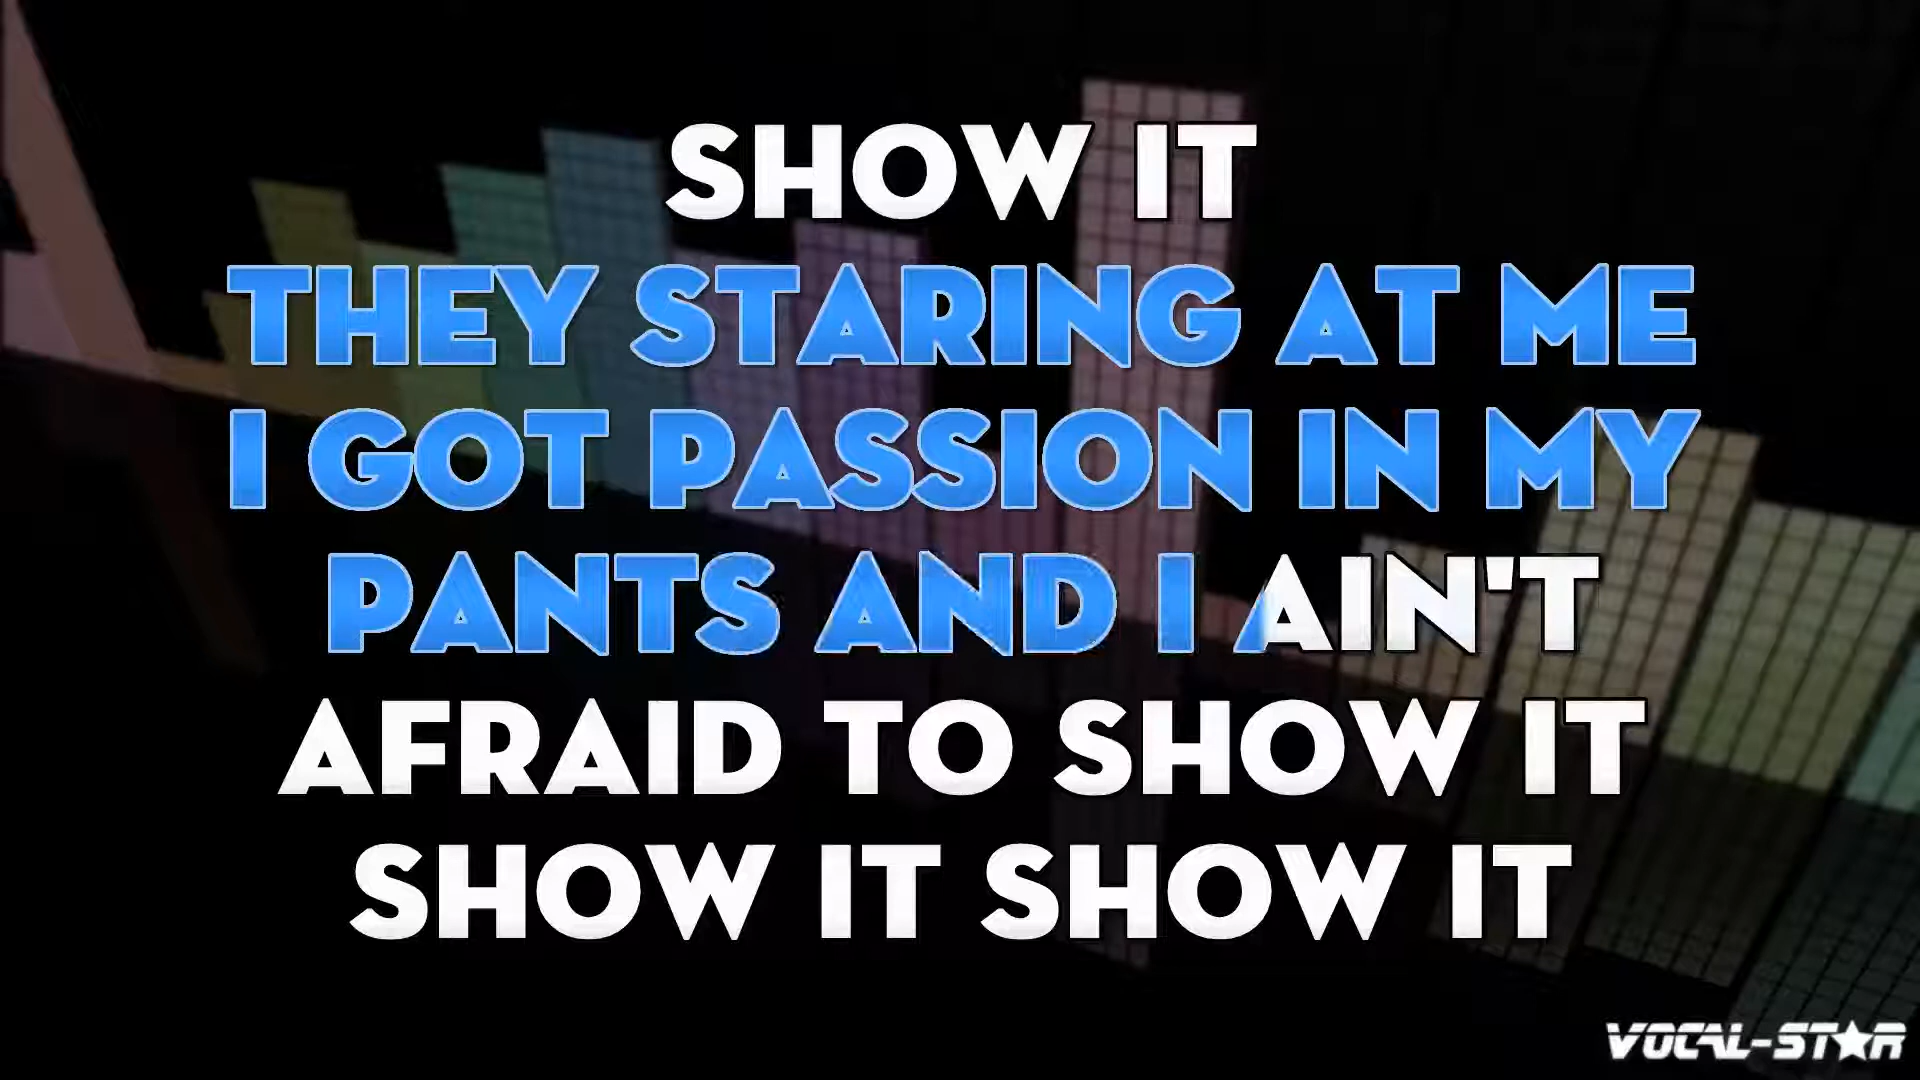 SHOW IT
THEY STARING AT ME
I GOT PASSION IN MY
PANTS AND I AIN'T
AFRAID TO SHOW IT
SHOW IT SHOW IT
VOCAL-STAR